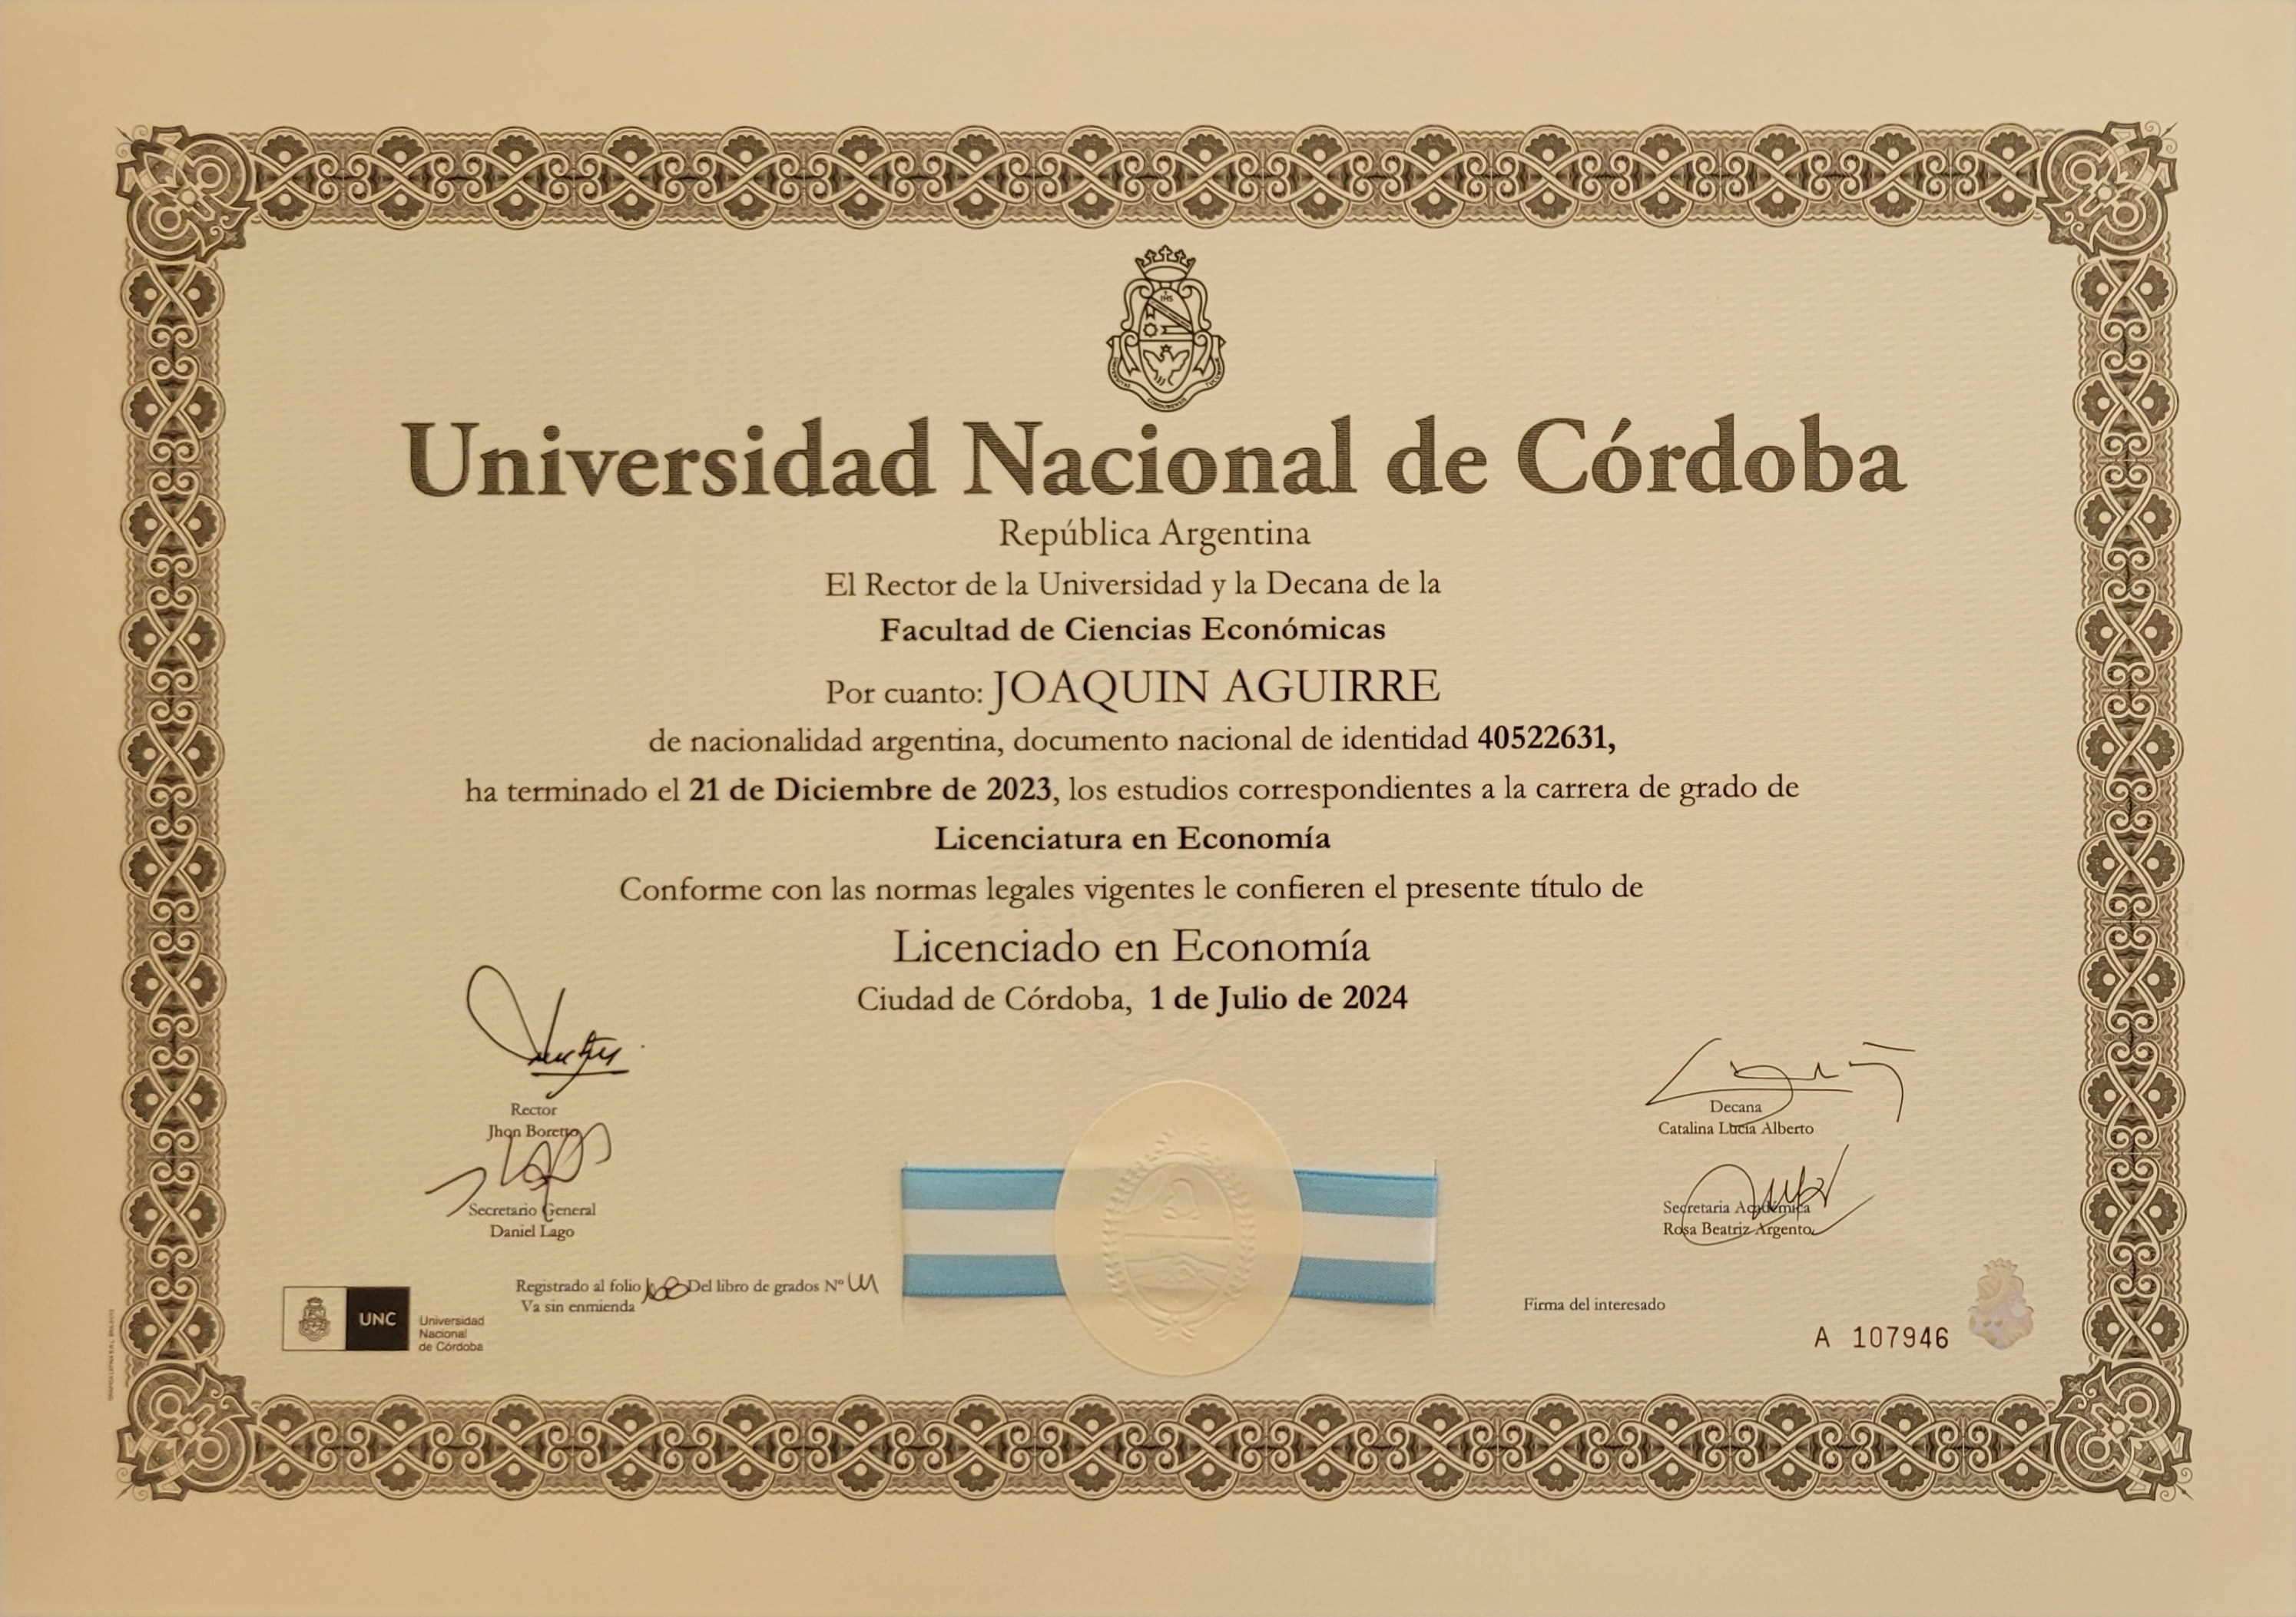 Universidad Nacional de Córdoba
República Argentina
El Rector de la Universidad y la Decana de la
Facultad de Ciencias Económicas
Por cuanto: JOAQUIN AGUIRRE
de nacionalidad argentina, documento nacional de identidad 40522631,
ha terminado el 21 de Diciembre de 2023, los estudios correspondientes a la carrera de grado de
Licenciatura en Economía
Conforme con las normas legales vigentes le confieren el presente título de
Licenciado en Economía
Ciudad de Córdoba, 1 de Julio de 2024
Rector
Jhon Boretto
Secretario General
Daniel Lago
Decana
Catalina Lucía Alberto
Secretaria Académica
Rosa Beatriz Argento
Registrado al folio Del libro de grados Nº
Va sin enmienda
UNC
Universidad
Nacional
de Córdoba
Firma del interesado
A 107946